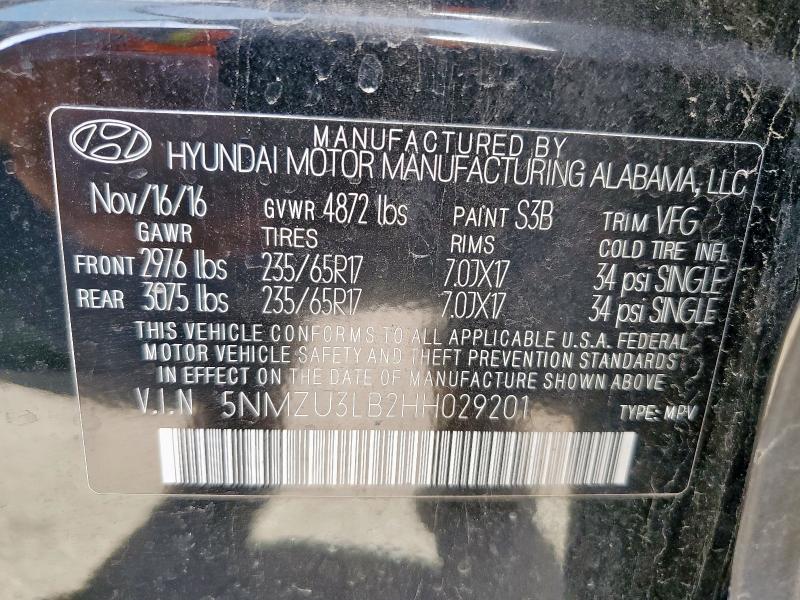 MANUFACTURED BY
HYUNDAI MOTOR MANUFACTURING ALABAMA, LLC
Nov/16/16 GVWR 4872 lbs PAINT S3B TRIM VFG
GAWR TIRES RIMS COLD TIRE INFL
FRONT 2976 lbs 235/65R17 7.0JX17 34 psi SINGLE
REAR 3075 lbs 235/65R17 7.0JX17 34 psi SINGLE
THIS VEHICLE CONFORMS TO ALL APPLICABLE U.S.A. FEDERAL
MOTOR VEHICLE SAFETY AND THEFT PREVENTION STANDARDS
IN EFFECT ON THE DATE OF MANUFACTURE SHOWN ABOVE
V.I.N 5NMZU3LB2HH029201 TYPE: MPV